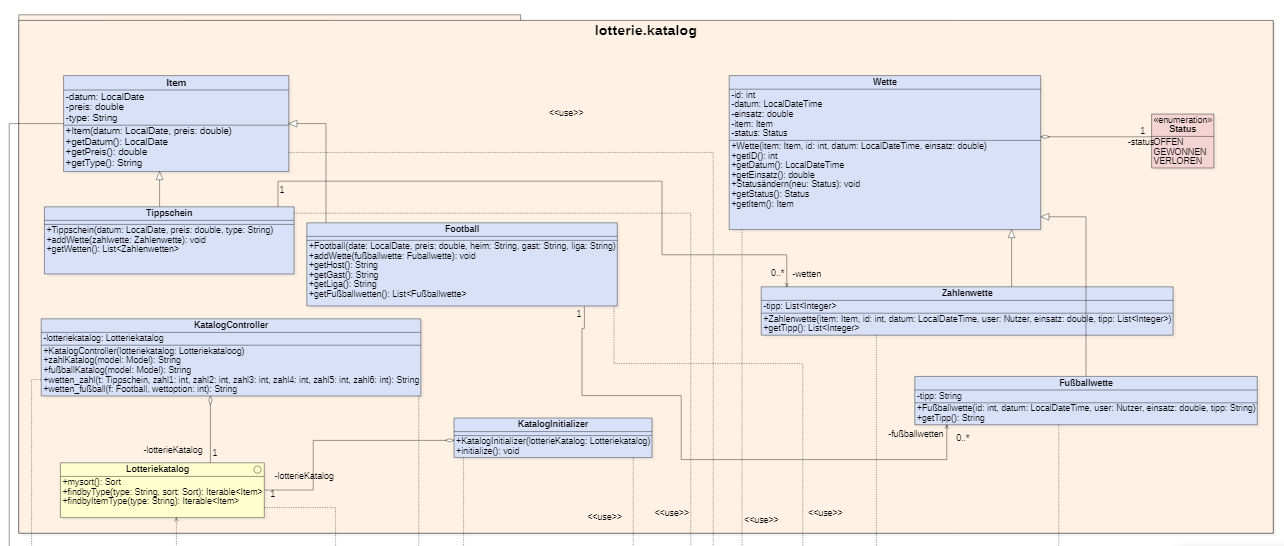 lotterie.katalog
Item
-datum: LocalDate
-preis: double
-type: String
+Item(datum: LocalDate, preis: double)
+getDatum(): LocalDate
+getPreis(): double
+getType(): String
<<use>>
Wette
-id: int
-datum: LocalDateTime
-einsatz: double
-item: Item
-status: Status
+Wette(item: Item, id: int, datum: LocalDateTime, einsatz: double)
+getID(): int
+getDatum(): LocalDateTime
+getEinsatz(): double
+Statusändern(neu: Status): void
+getStatus(): Status
+getItem(): Item
1
-status
«enumeration»
Status
OFFEN
GEWONNEN
VERLOREN
1
Tippschein
+Tippschein(datum: LocalDate, preis: double, type: String)
+addWette(zahlwette: Zahlenwette): void
+getWetten(): List<Zahlenwetten>
Football
+Football(date: LocalDate, preis: double, heim: String, gast: String, liga: String)
+addWette(fußballwette: Fuballwette): void
+getHost(): String
+getGast(): String
+getLiga(): String
+getFußballwetten(): List<Fußballwette>
1
0..*
-wetten
Zahlenwette
-tipp: List<Integer>
+Zahlenwette(item: Item, id: int, datum: LocalDateTime, user: Nutzer, einsatz: double, tipp: List<Integer>)
+getTipp(): List<Integer>
KatalogController
-lotteriekatalog: Lotteriekatalog
+KatalogController(lotteriekatalog: Lotteriekataloog)
+zahlKatalog(model: Model): String
+fußballKatalog(model: Model): String
+wetten_zahl(t: Tippschein, zahl1: int, zahl2: int, zahl3: int, zahl4: int, zahl5: int, zahl6: int): String
+wetten_fußball(f: Football, wettoption: int): String
Fußballwette
-tipp: String
+Fußballwette(id: int, datum: LocalDateTime, user: Nutzer, einsatz: double, tipp: String)
+getTipp(): String
-fußballwetten
0..*
KatalogInitializer
+KatalogInitializer(lotterieKatalog: Lotteriekatalog)
+initialize(): void
-lotterieKatalog
1
Lotteriekatalog
+mysort(): Sort
+findbyType(type: String, sort: Sort): Iterable<Item>
+findbyItemType(type: String): Iterable<Item>
-lotterieKatalog
1
<<use>>
<<use>>
<<use>>
<<use>>